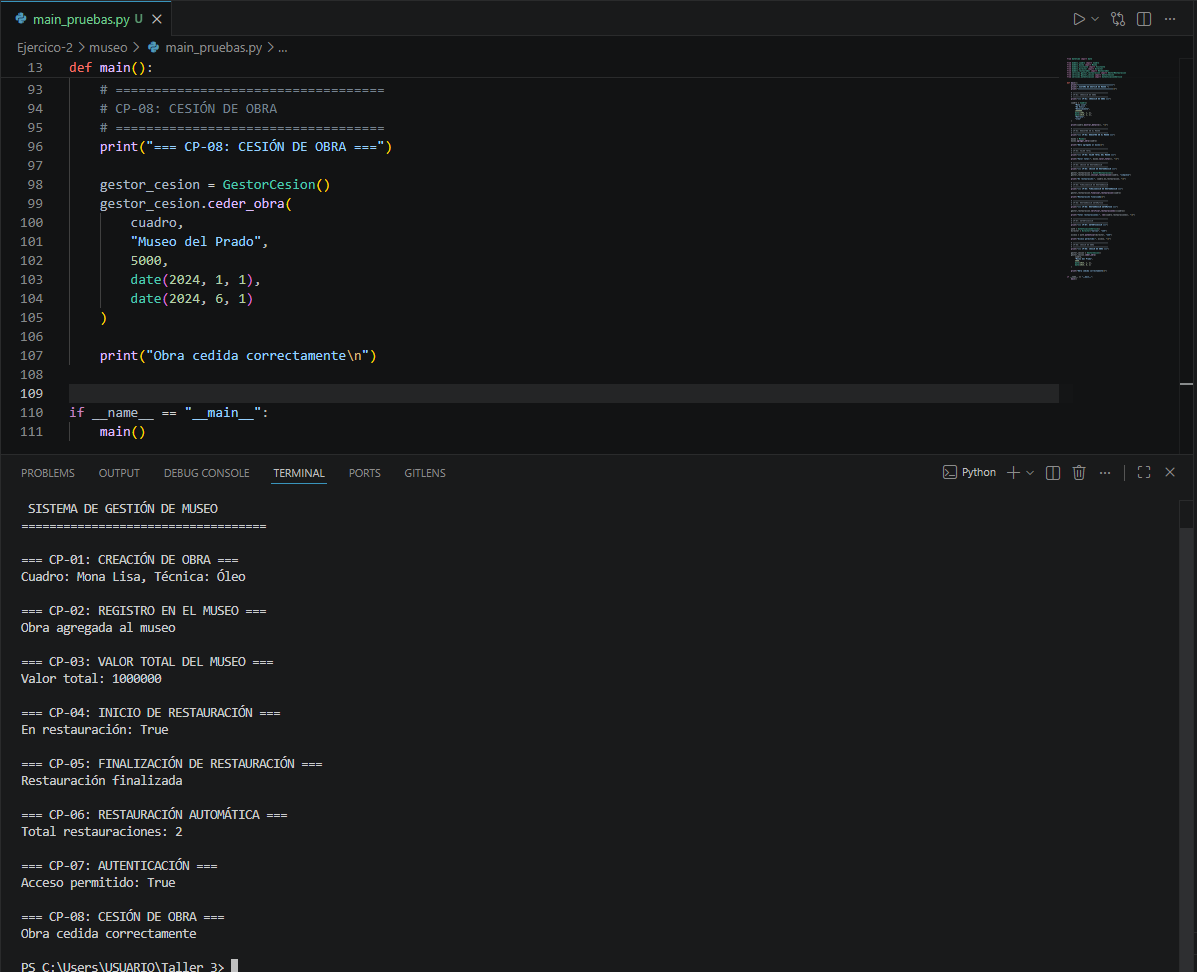 main_pruebas.py U
Ejercico-2 > museo > main_pruebas.py > ...
13 def main():
93 # ===================================
94 # CP-08: CESIÓN DE OBRA
95 # ===================================
96 print("=== CP-08: CESIÓN DE OBRA ===")
97
98 gestor_cesion = GestorCesion()
99 gestor_cesion.ceder_obra(
100 cuadro,
101 "Museo del Prado",
102 5000,
103 date(2024, 1, 1),
104 date(2024, 6, 1)
105 )
106
107 print("Obra cedida correctamente\n")
108
109
110 if __name__ == "__main__":
111 main()
PROBLEMS OUTPUT DEBUG CONSOLE TERMINAL PORTS GITLENS Python
SISTEMA DE GESTIÓN DE MUSEO
===================================
=== CP-01: CREACIÓN DE OBRA ===
Cuadro: Mona Lisa, Técnica: Óleo
=== CP-02: REGISTRO EN EL MUSEO ===
Obra agregada al museo
=== CP-03: VALOR TOTAL DEL MUSEO ===
Valor total: 1000000
=== CP-04: INICIO DE RESTAURACIÓN ===
En restauración: True
=== CP-05: FINALIZACIÓN DE RESTAURACIÓN ===
Restauración finalizada
=== CP-06: RESTAURACIÓN AUTOMÁTICA ===
Total restauraciones: 2
=== CP-07: AUTENTICACIÓN ===
Acceso permitido: True
=== CP-08: CESIÓN DE OBRA ===
Obra cedida correctamente
PS C:\Users\USUARIO\Taller 3>